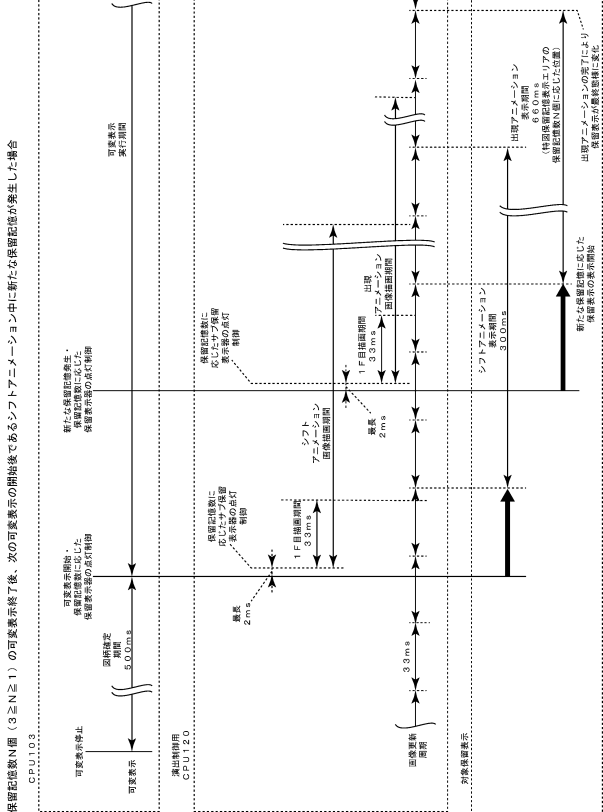 保留記憶数N個（3≧N≧1）の可変表示終了後、次の可変表示の開始後であるシフトアニメーション中に新たな保留記憶が発生した場合
CPU103
可変表示停止
可変表示
図柄確定
期間
500ms
可変表示開始・
保留記憶数に応じた
保留表示器の点灯制御
新たな保留記憶発生・
保留記憶数に応じた
保留表示器の点灯制御
可変表示
実行期間
演出制御用
CPU120
最長
2ms
保留記憶数に
応じたサブ保留
表示器の点灯
制御
1F目描画期間
33ms
シフト
アニメーション
画像描画期間
最長
2ms
保留記憶数に
応じたサブ保留
表示器の点灯
制御
1F目描画期間
33ms
出現
アニメーション
画像描画期間
画像更新
周期
33ms
対象保留表示
シフトアニメーション
表示期間
300ms
新たな保留記憶に応じた
保留表示の表示開始
出現アニメーション
表示期間
660ms
（特図保留記憶表示エリアの
保留記憶数N個に応じた位置）
出現アニメーションの完了により
保留表示が最終態様に変化